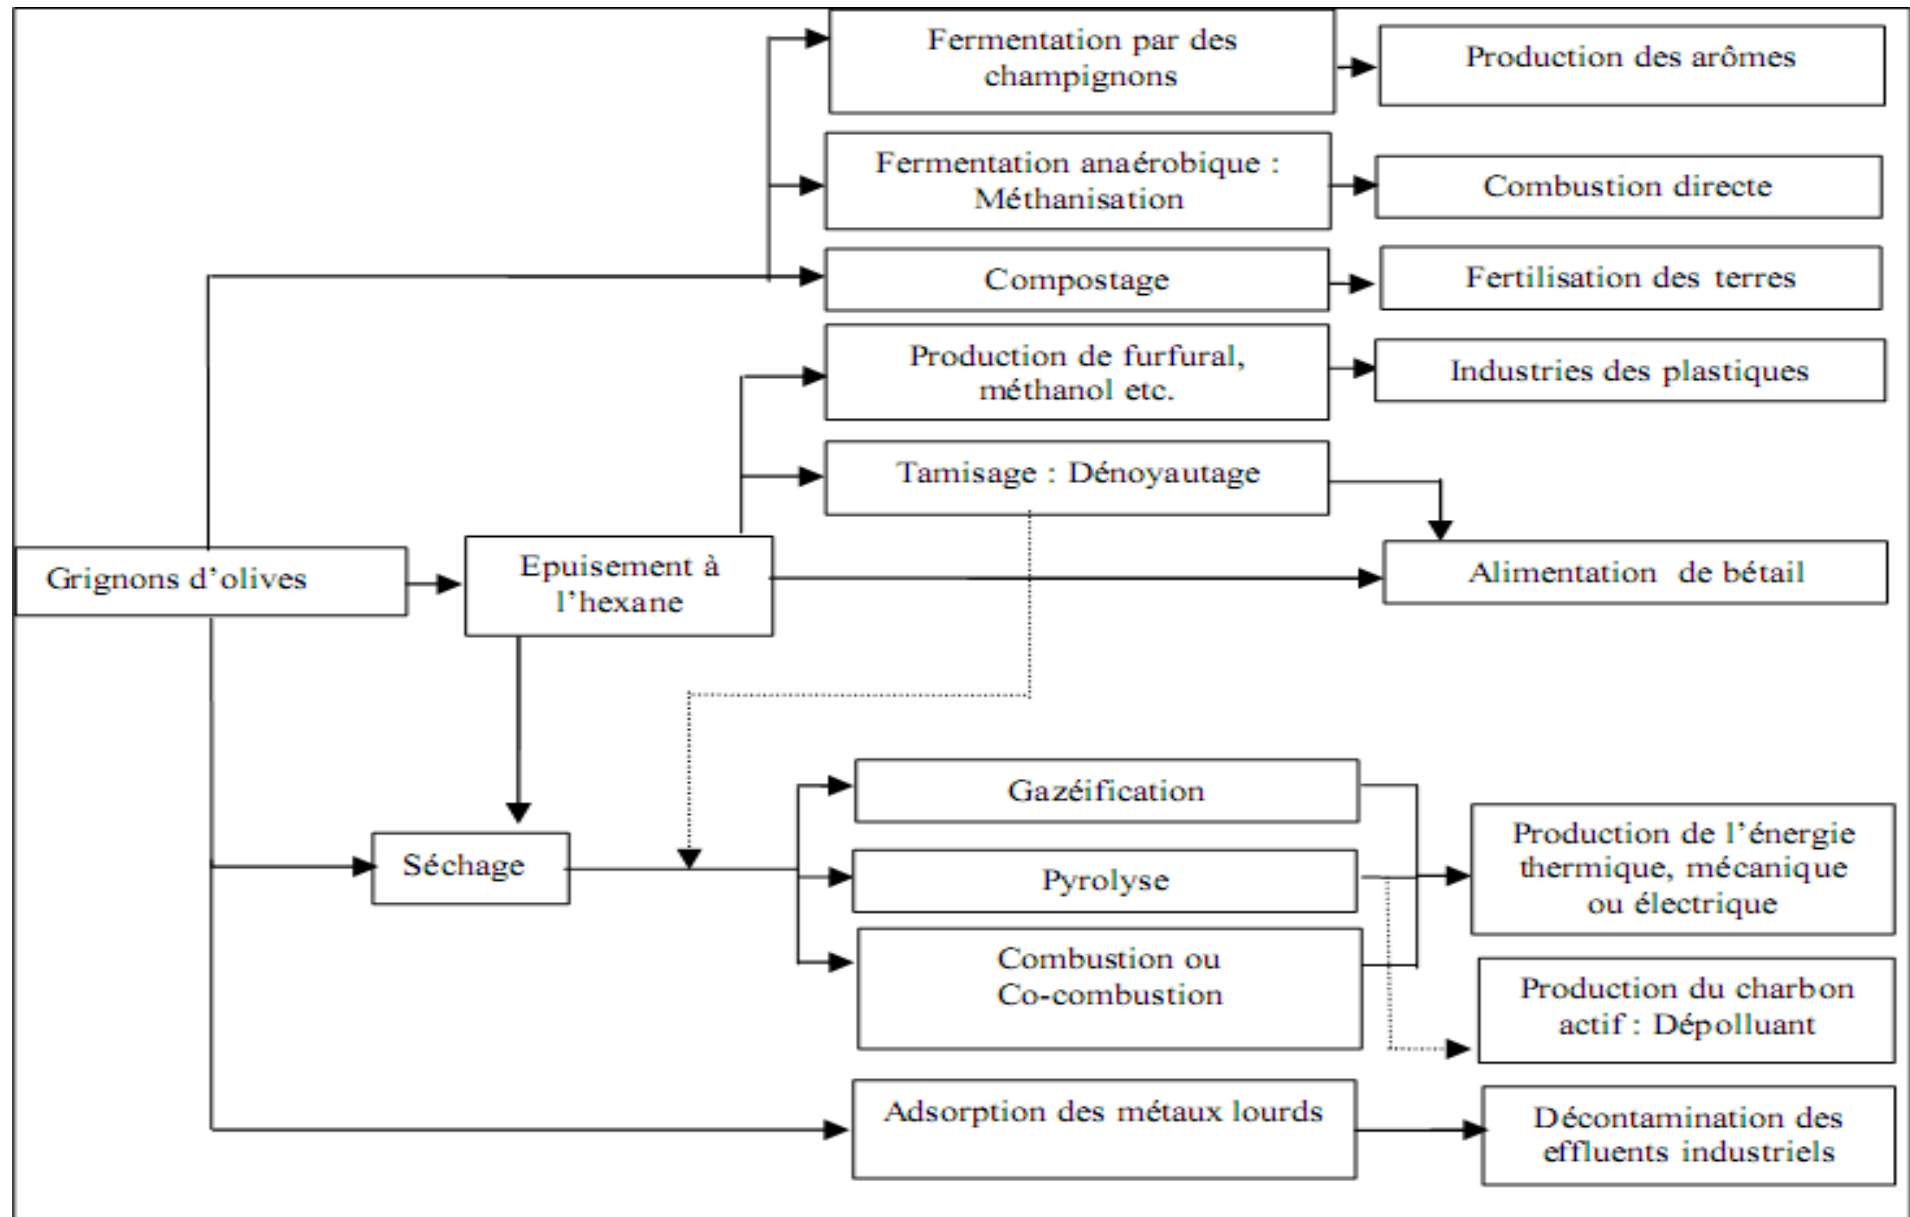 Fermentation par des
champignons
Production des arômes
Fermentation anaérobique :
Méthanisation
Combustion directe
Compostage
Fertilisation des terres
Production de furfural,
méthanol etc.
Industries des plastiques
Tamisage : Dénoyautage
Grignons d’olives
Epuisement à
l’hexane
Alimentation de bétail
Gazéification
Séchage
Pyrolyse
Production de l’énergie
thermique, mécanique
ou électrique
Combustion ou
Co-combustion
Production du charbon
actif : Dépolluant
Adsorption des métaux lourds
Décontamination des
effluents industriels